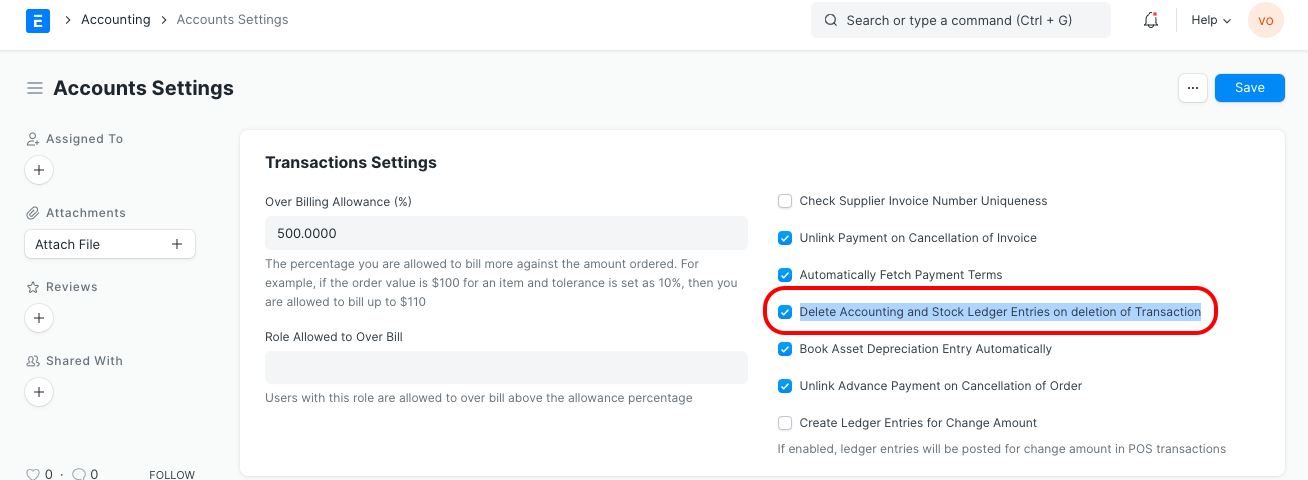 E
Accounting
Accounts Settings
Search or type a command (Ctrl + G)
Help
VO
Accounts Settings
...
Save
Assigned To
+
Attachments
Attach File +
Reviews
+
Shared With
+
0 · 0
FOLLOW
Transactions Settings
Over Billing Allowance (%)
500.0000
The percentage you are allowed to bill more against the amount ordered. For
example, if the order value is $100 for an item and tolerance is set as 10%, then you
are allowed to bill up to $110
Role Allowed to Over Bill
Users with this role are allowed to over bill above the allowance percentage
Check Supplier Invoice Number Uniqueness
Unlink Payment on Cancellation of Invoice
Automatically Fetch Payment Terms
Delete Accounting and Stock Ledger Entries on deletion of Transaction
Book Asset Depreciation Entry Automatically
Unlink Advance Payment on Cancellation of Order
Create Ledger Entries for Change Amount
If enabled, ledger entries will be posted for change amount in POS transactions